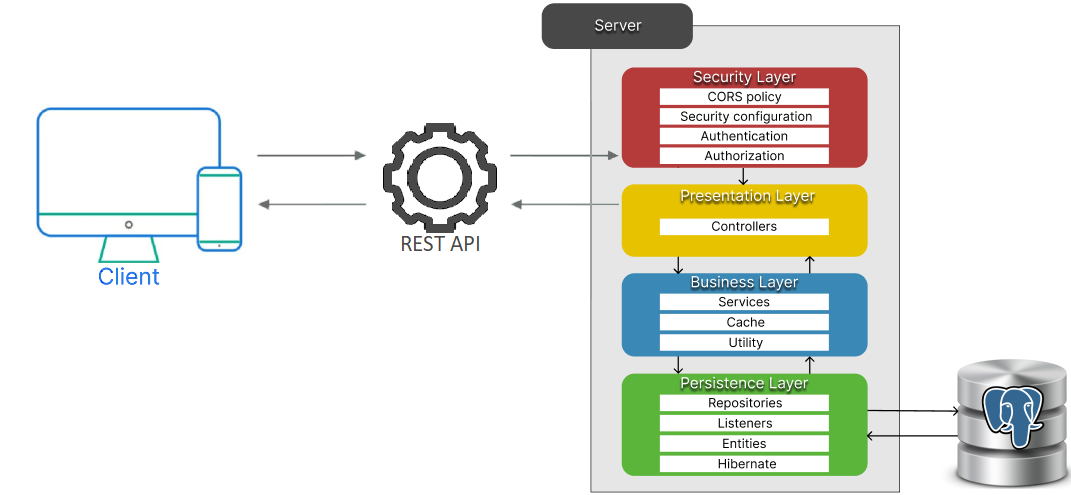 Server
Security Layer
CORS policy
Security configuration
Authentication
Authorization
Presentation Layer
Controllers
REST API
Client
Business Layer
Services
Cache
Utility
Persistence Layer
Repositories
Listeners
Entities
Hibernate